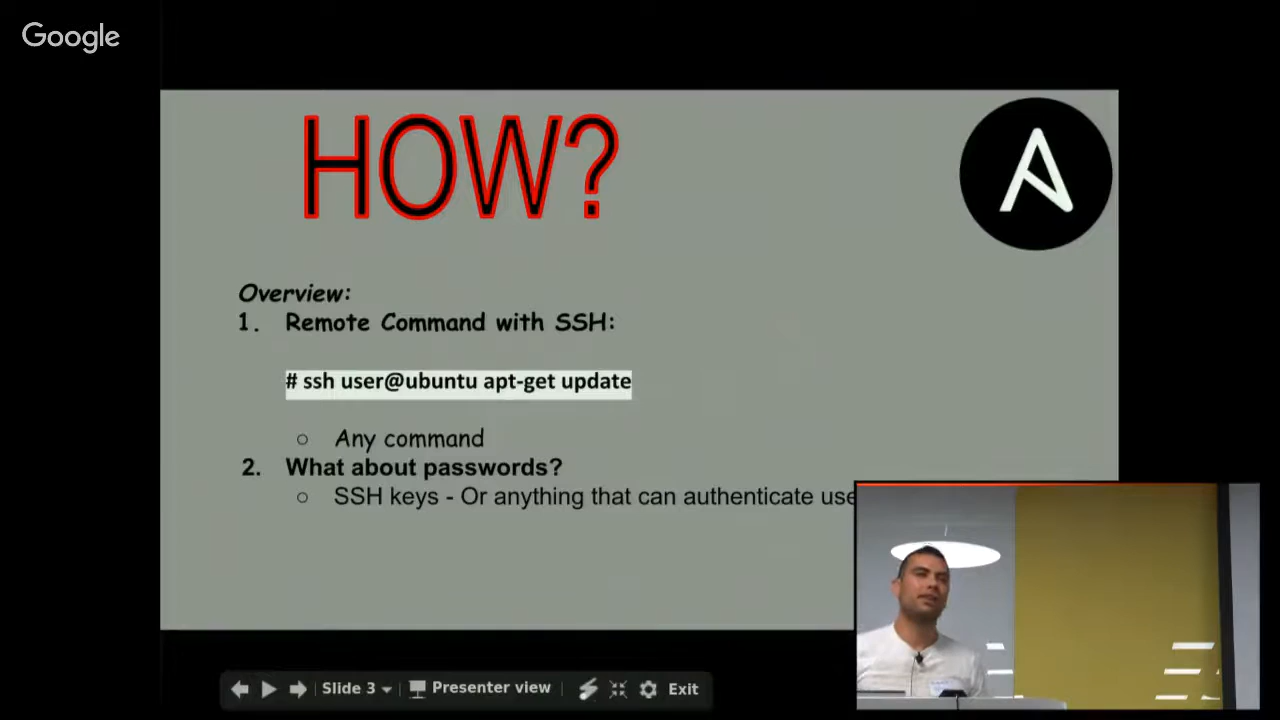 Google
HOW?
Overview:
1. Remote Command with SSH:
# ssh user@ubuntu apt-get update
○ Any command
2. What about passwords?
○ SSH keys - Or anything that can authenticate use
Slide 3
Presenter view
Exit